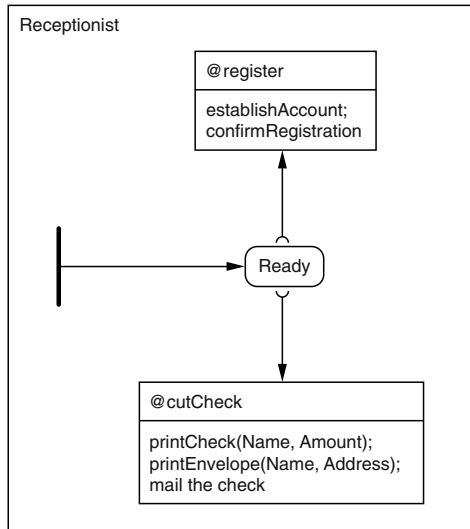 Receptionist
@register
establishAccount;
confirmRegistration
Ready
@cutCheck
printCheck(Name, Amount);
printEnvelope(Name, Address);
mail the check